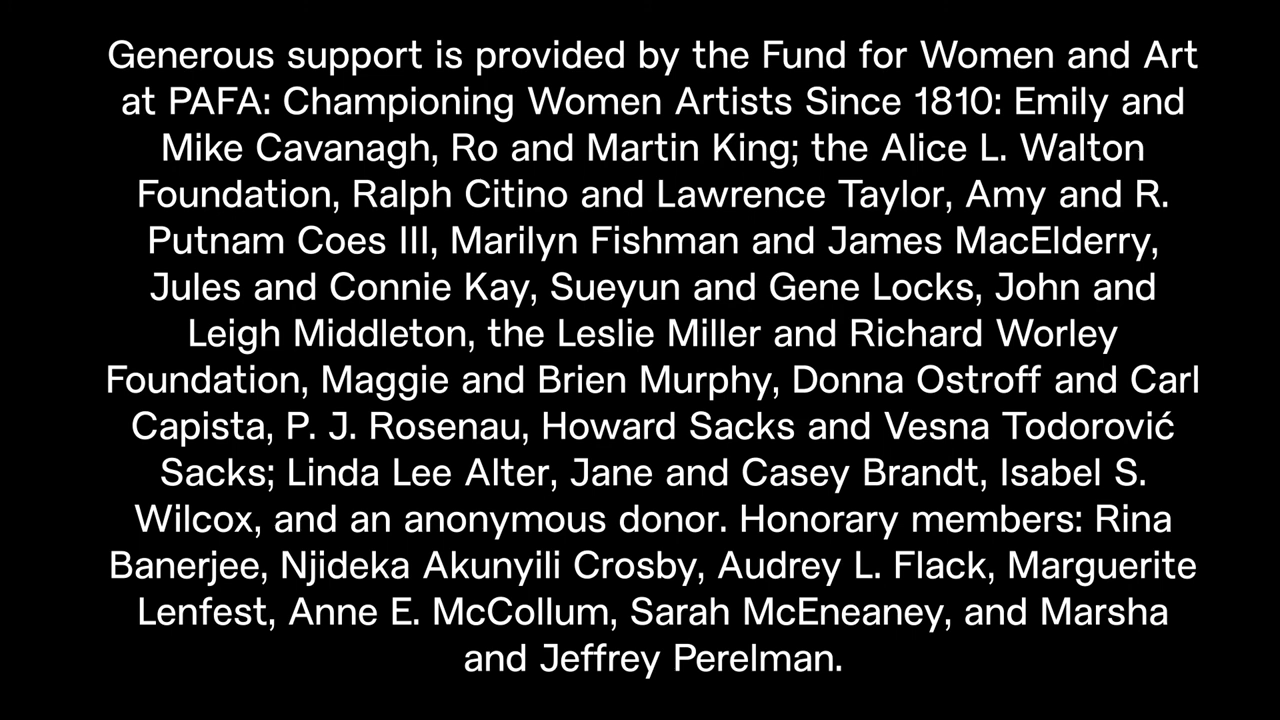 Generous support is provided by the Fund for Women and Art
at PAFA: Championing Women Artists Since 1810: Emily and
Mike Cavanagh, Ro and Martin King; the Alice L. Walton
Foundation, Ralph Citino and Lawrence Taylor, Amy and R.
Putnam Coes III, Marilyn Fishman and James MacElderry,
Jules and Connie Kay, Sueyun and Gene Locks, John and
Leigh Middleton, the Leslie Miller and Richard Worley
Foundation, Maggie and Brien Murphy, Donna Ostroff and Carl
Capista, P. J. Rosenau, Howard Sacks and Vesna Todorović
Sacks; Linda Lee Alter, Jane and Casey Brandt, Isabel S.
Wilcox, and an anonymous donor. Honorary members: Rina
Banerjee, Njideka Akunyili Crosby, Audrey L. Flack, Marguerite
Lenfest, Anne E. McCollum, Sarah McEneaney, and Marsha
and Jeffrey Perelman.